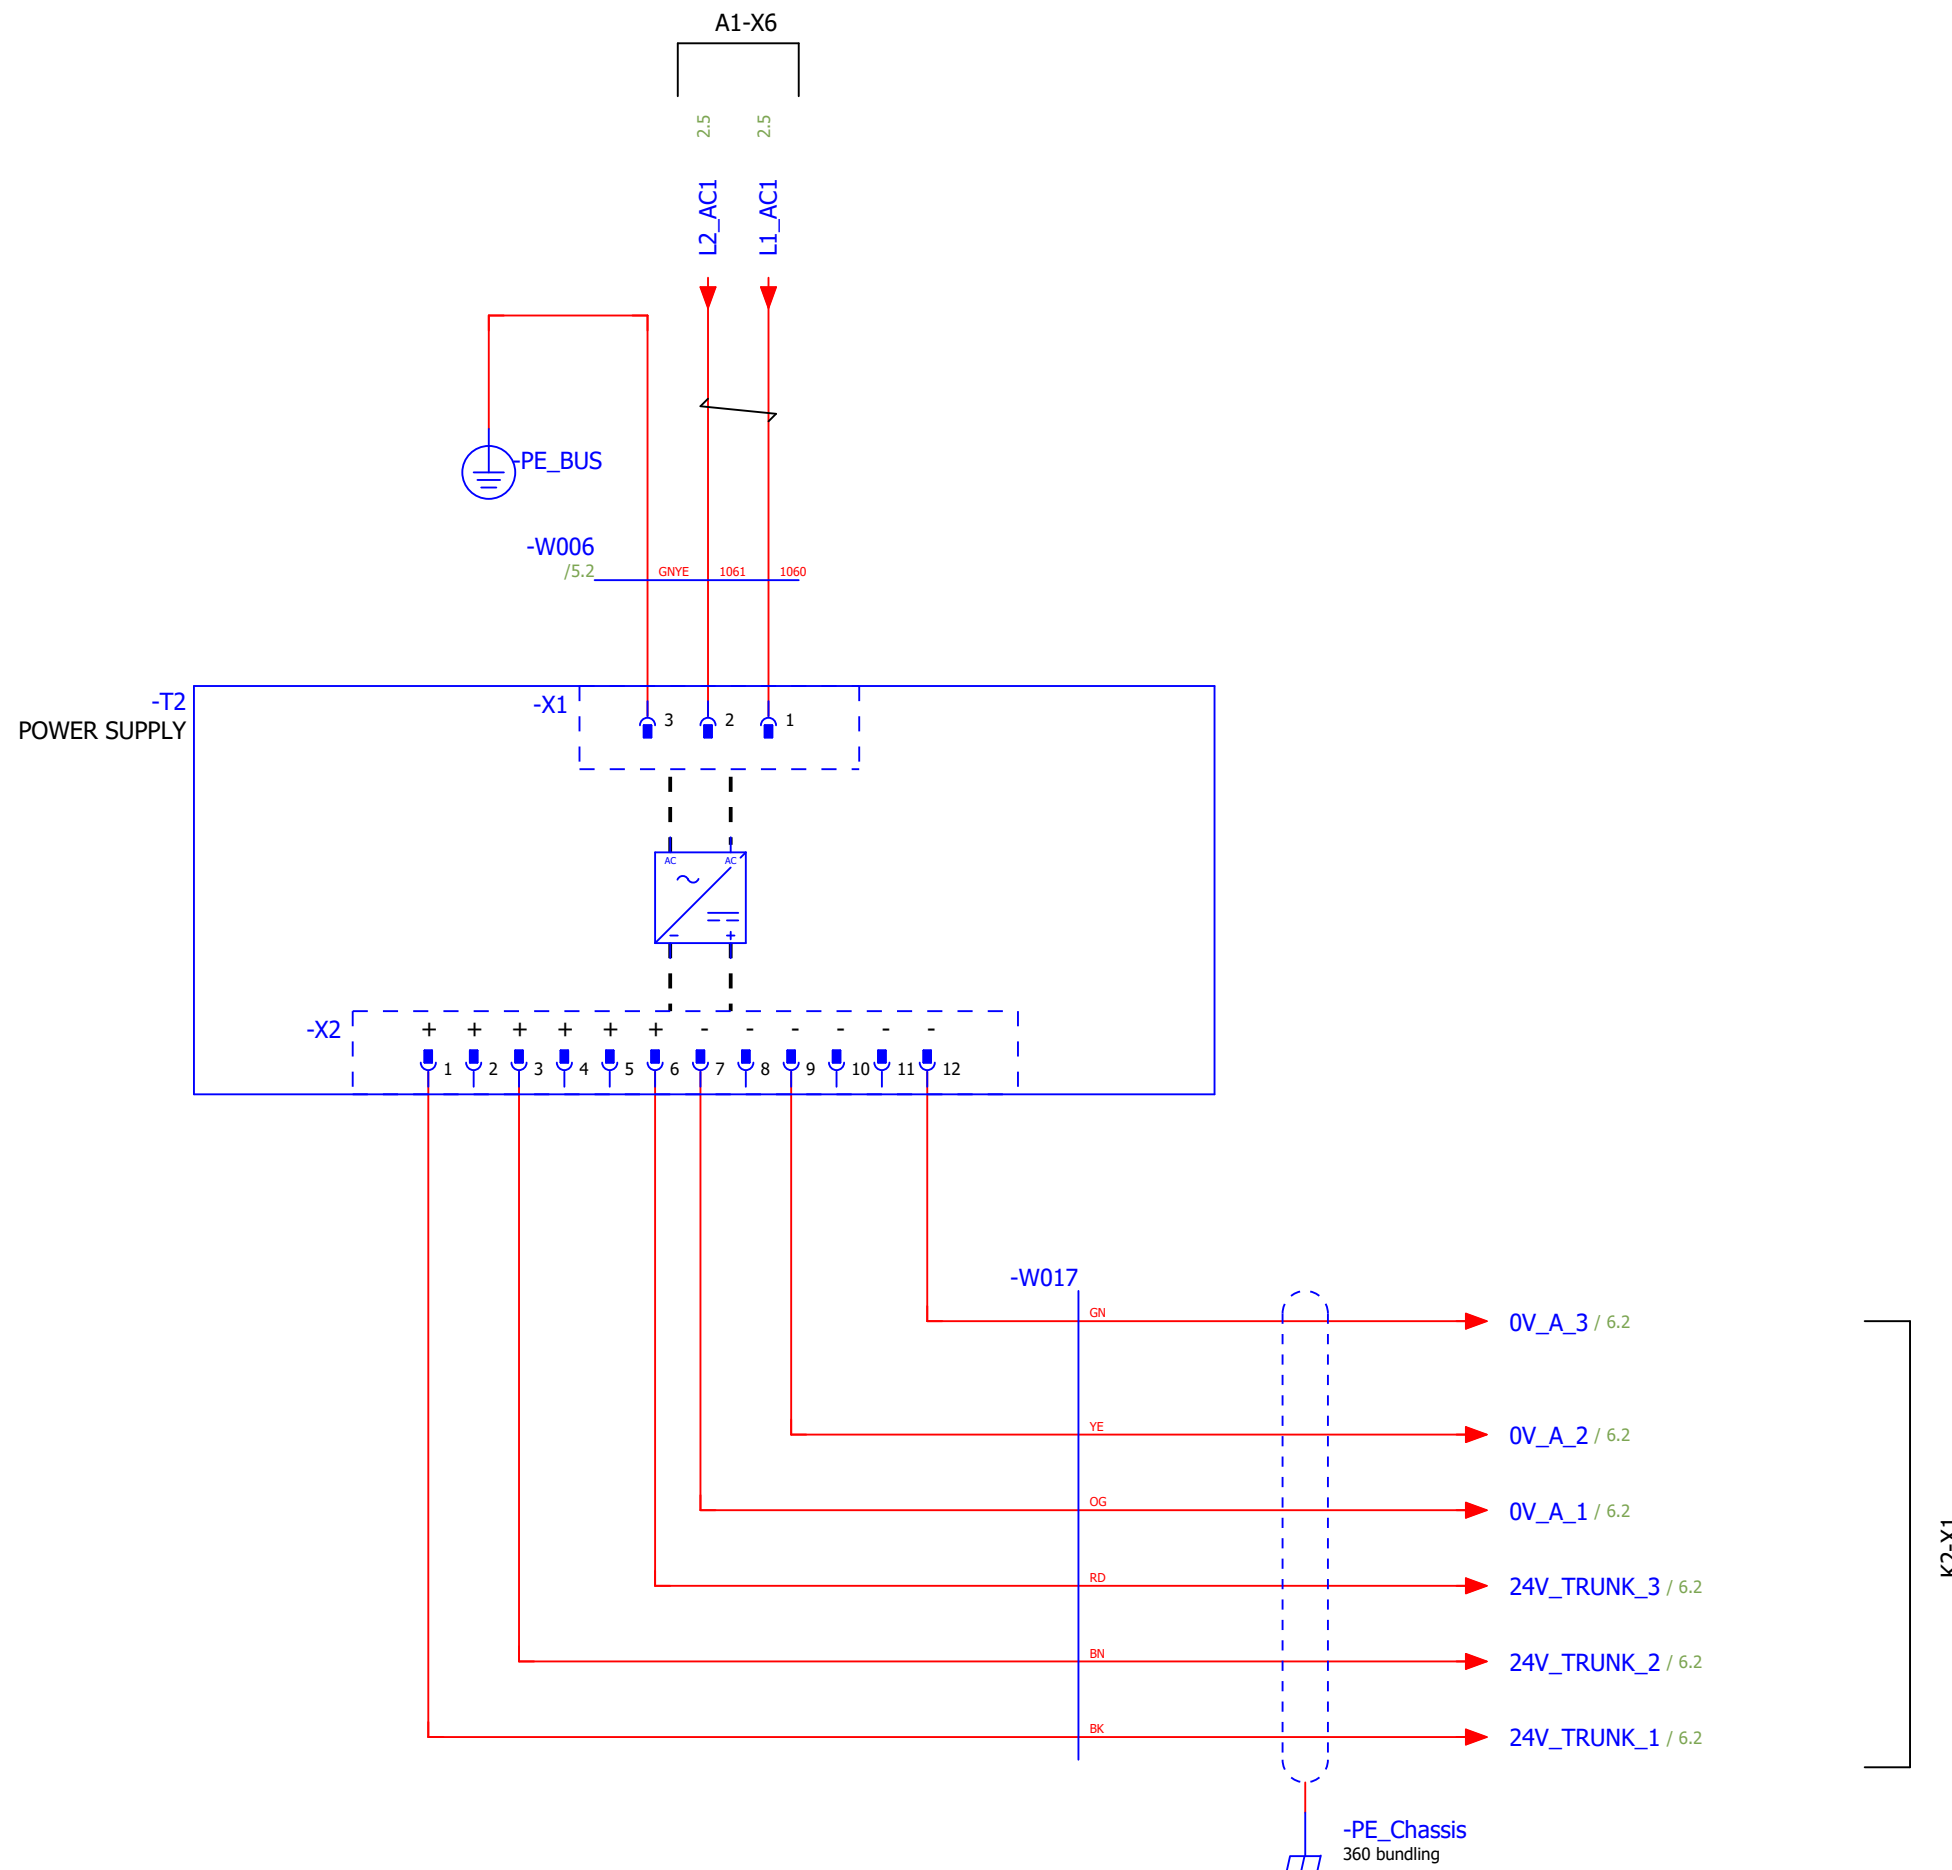 A1-X6
2.5 2.5
L2_AC1 L1_AC1
-PE_BUS
-W006
/5.2
GNYE 1061 1060
-T2
POWER SUPPLY
-X1
3 2 1
AC AC
- +
-X2
+ + + + + + - - - - - -
1 2 3 4 5 6 7 8 9 10 11 12
-W017
GN 0V_A_3 / 6.2
YE 0V_A_2 / 6.2
OG 0V_A_1 / 6.2
RD 24V_TRUNK_3 / 6.2
BN 24V_TRUNK_2 / 6.2
BK 24V_TRUNK_1 / 6.2
K2-X1
-PE_Chassis
360 bundling